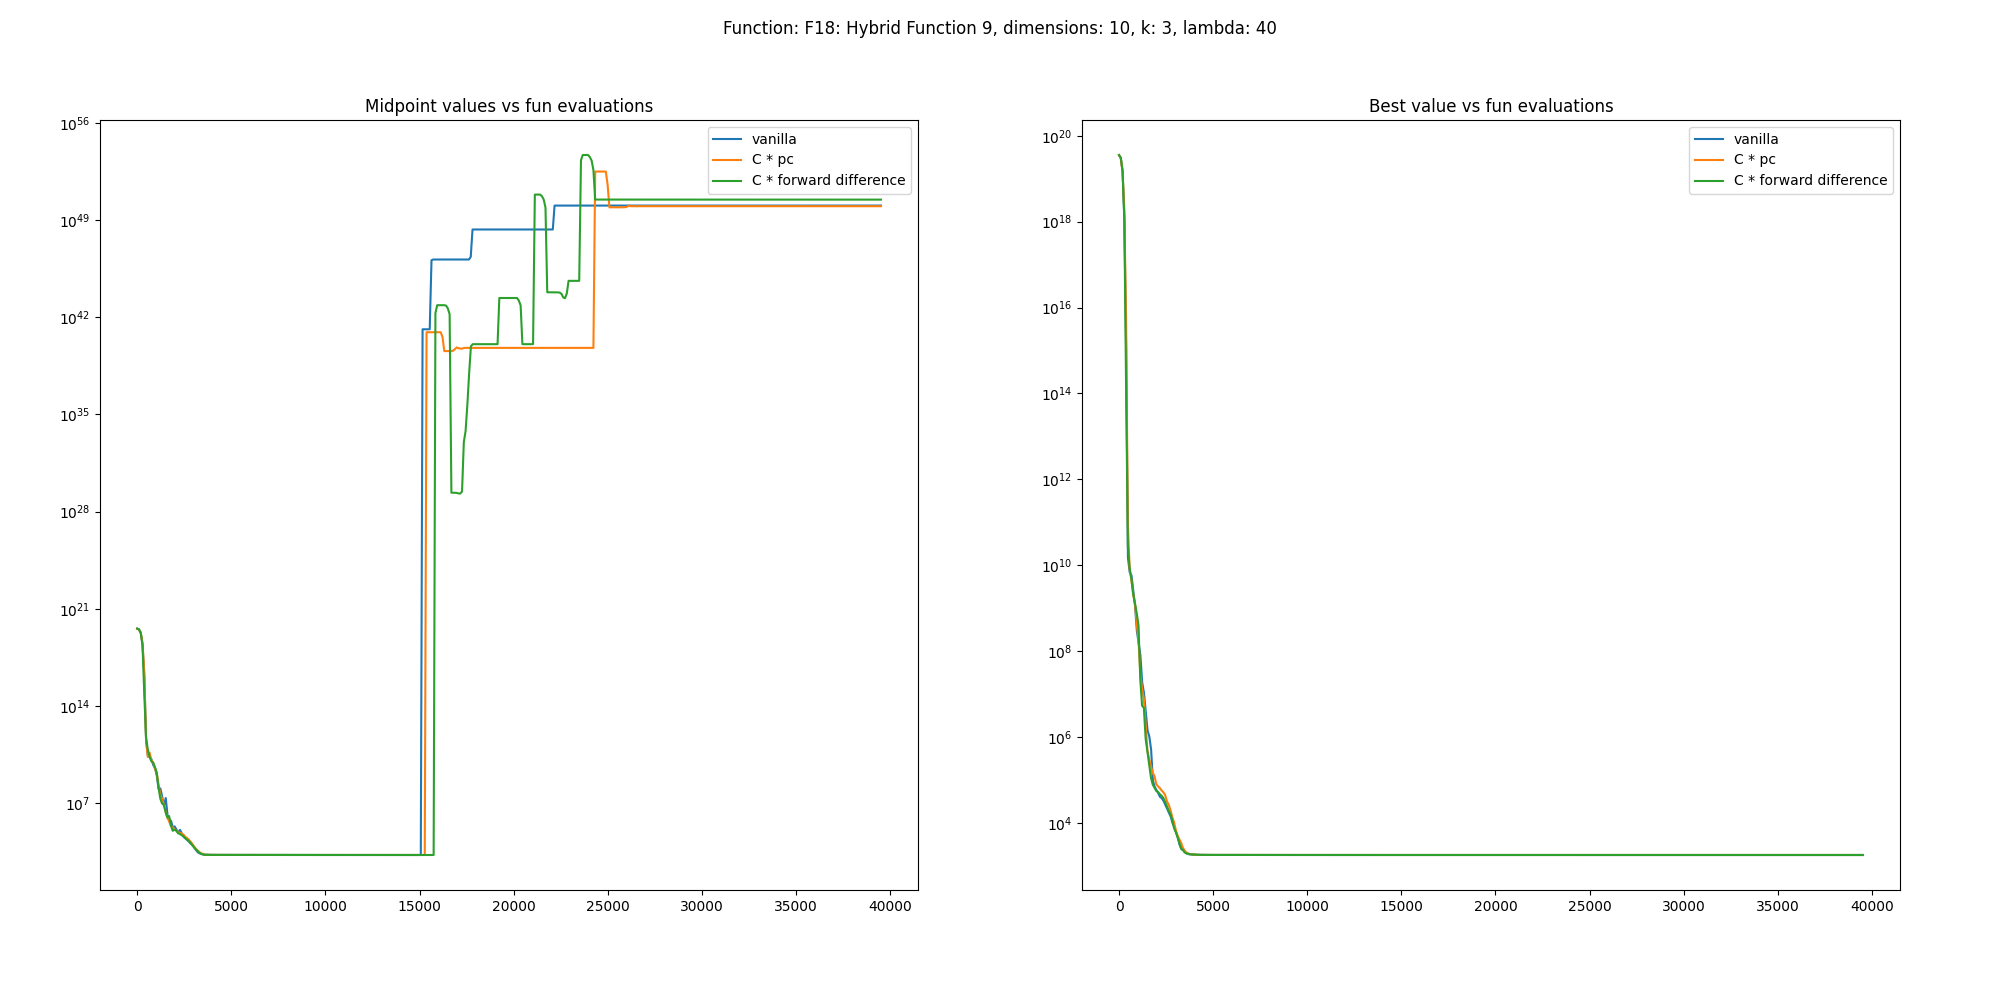 Function: F18: Hybrid Function 9, dimensions: 10, k: 3, lambda: 40
Midpoint values vs fun evaluations
10^56
10^49
10^42
10^35
10^28
10^21
10^14
10^7
vanilla
C * pc
C * forward difference
0 5000 10000 15000 20000 25000 30000 35000 40000
Best value vs fun evaluations
10^20
10^18
10^16
10^14
10^12
10^10
10^8
10^6
10^4
vanilla
C * pc
C * forward difference
0 5000 10000 15000 20000 25000 30000 35000 40000